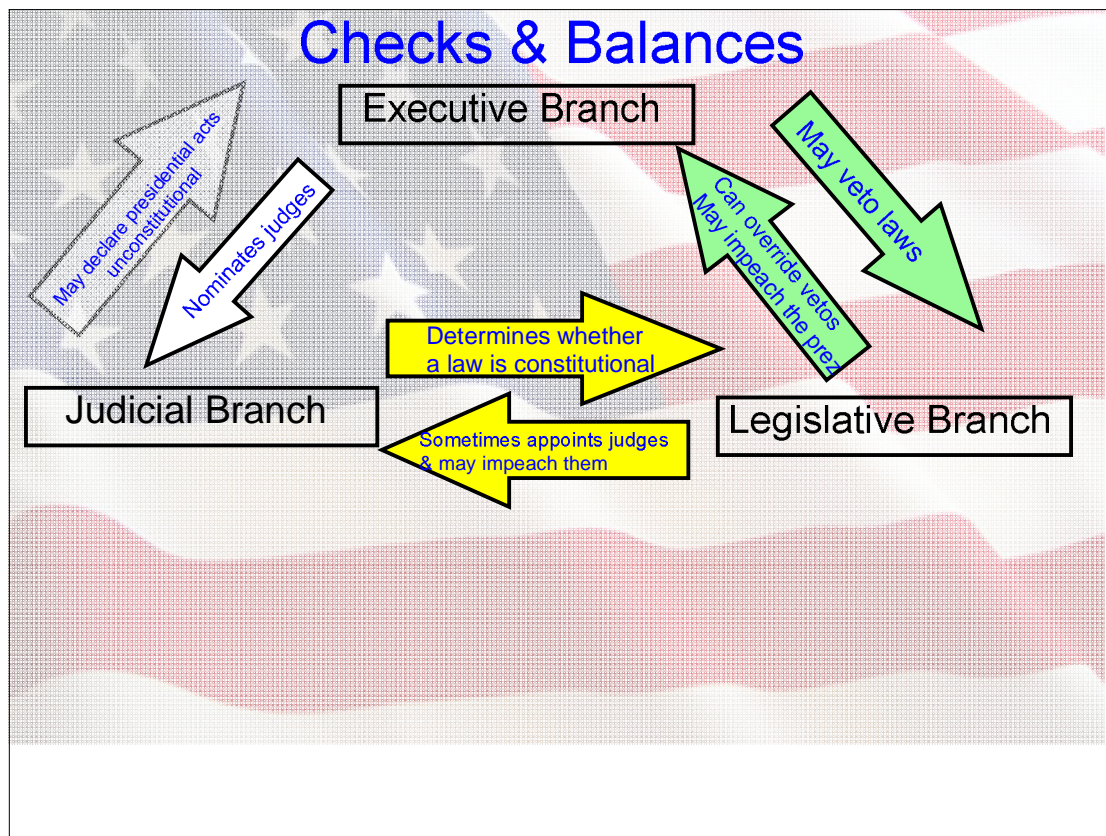 Checks & Balances
Executive Branch
May declare presidential acts
unconstitutional
Nominates judges
May veto laws
Can override vetos
May impeach the prez
Determines whether
a law is constitutional
Judicial Branch
Legislative Branch
Sometimes appoints judges
& may impeach them